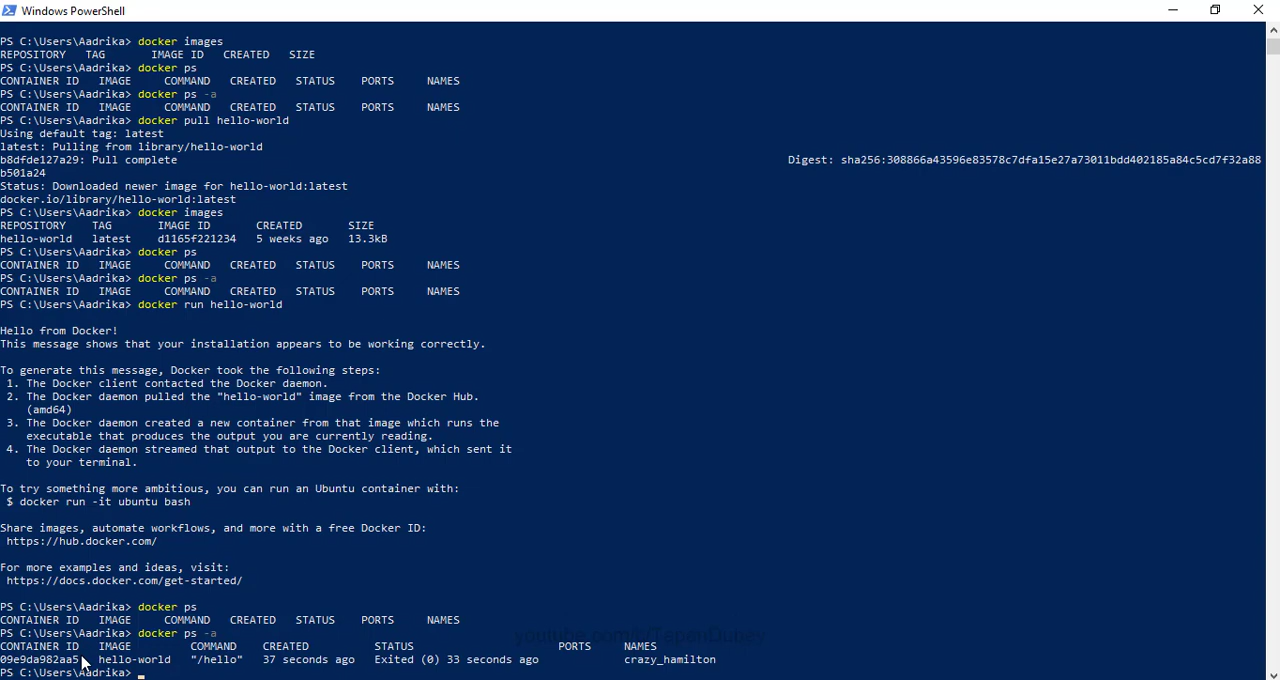 Windows PowerShell
PS C:\Users\Aadrika> docker images
REPOSITORY   TAG       IMAGE ID   CREATED   SIZE
PS C:\Users\Aadrika> docker ps
CONTAINER ID   IMAGE     COMMAND   CREATED   STATUS    PORTS     NAMES
PS C:\Users\Aadrika> docker ps -a
CONTAINER ID   IMAGE     COMMAND   CREATED   STATUS    PORTS     NAMES
PS C:\Users\Aadrika> docker pull hello-world
Using default tag: latest
latest: Pulling from library/hello-world
b8dfde127a29: Pull complete Digest: sha256:308866a43596e83578c7dfa15e27a73011bdd402185a84c5cd7f32a88
b501a24
Status: Downloaded newer image for hello-world:latest
docker.io/library/hello-world:latest
PS C:\Users\Aadrika> docker images
REPOSITORY    TAG       IMAGE ID       CREATED       SIZE
hello-world   latest    d1165f221234   5 weeks ago   13.3kB
PS C:\Users\Aadrika> docker ps
CONTAINER ID   IMAGE     COMMAND   CREATED   STATUS    PORTS     NAMES
PS C:\Users\Aadrika> docker ps -a
CONTAINER ID   IMAGE     COMMAND   CREATED   STATUS    PORTS     NAMES
PS C:\Users\Aadrika> docker run hello-world
Hello from Docker!
This message shows that your installation appears to be working correctly.
To generate this message, Docker took the following steps:
1. The Docker client contacted the Docker daemon.
2. The Docker daemon pulled the "hello-world" image from the Docker Hub.
(amd64)
3. The Docker daemon created a new container from that image which runs the
executable that produces the output you are currently reading.
4. The Docker daemon streamed that output to the Docker client, which sent it
to your terminal.
To try something more ambitious, you can run an Ubuntu container with:
$ docker run -it ubuntu bash
Share images, automate workflows, and more with a free Docker ID:
https://hub.docker.com/
For more examples and ideas, visit:
https://docs.docker.com/get-started/
PS C:\Users\Aadrika> docker ps
CONTAINER ID   IMAGE     COMMAND   CREATED   STATUS    PORTS     NAMES
PS C:\Users\Aadrika> docker ps -a
CONTAINER ID   IMAGE         COMMAND    CREATED          STATUS                      PORTS     NAMES
09e9da982aa5   hello-world   "/hello"   37 seconds ago   Exited (0) 33 seconds ago             crazy_hamilton
PS C:\Users\Aadrika>